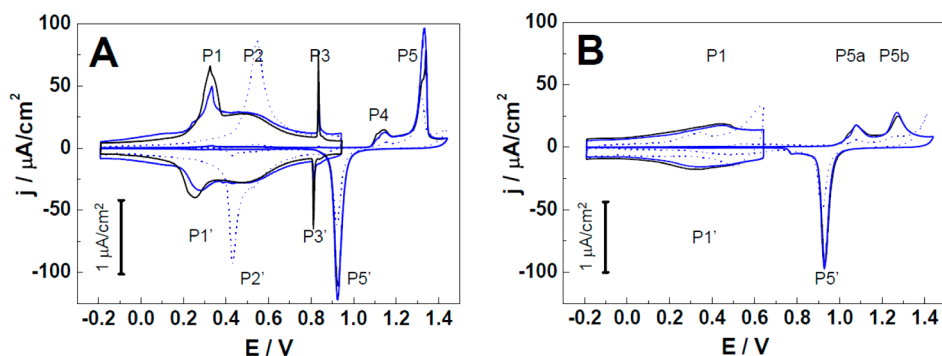 A
P1
P2
P3
P5
P4
P1'
P2'
P3'
P5'
1 µA/cm²
j / µA/cm²
100
50
0
-50
-100
-0.2 0.0 0.2 0.4 0.6 0.8 1.0 1.2 1.4
E / V
B
P1
P5a P5b
P1'
P5'
1 µA/cm²
j / µA/cm²
100
50
0
-50
-100
-0.2 0.0 0.2 0.4 0.6 0.8 1.0 1.2 1.4
E / V